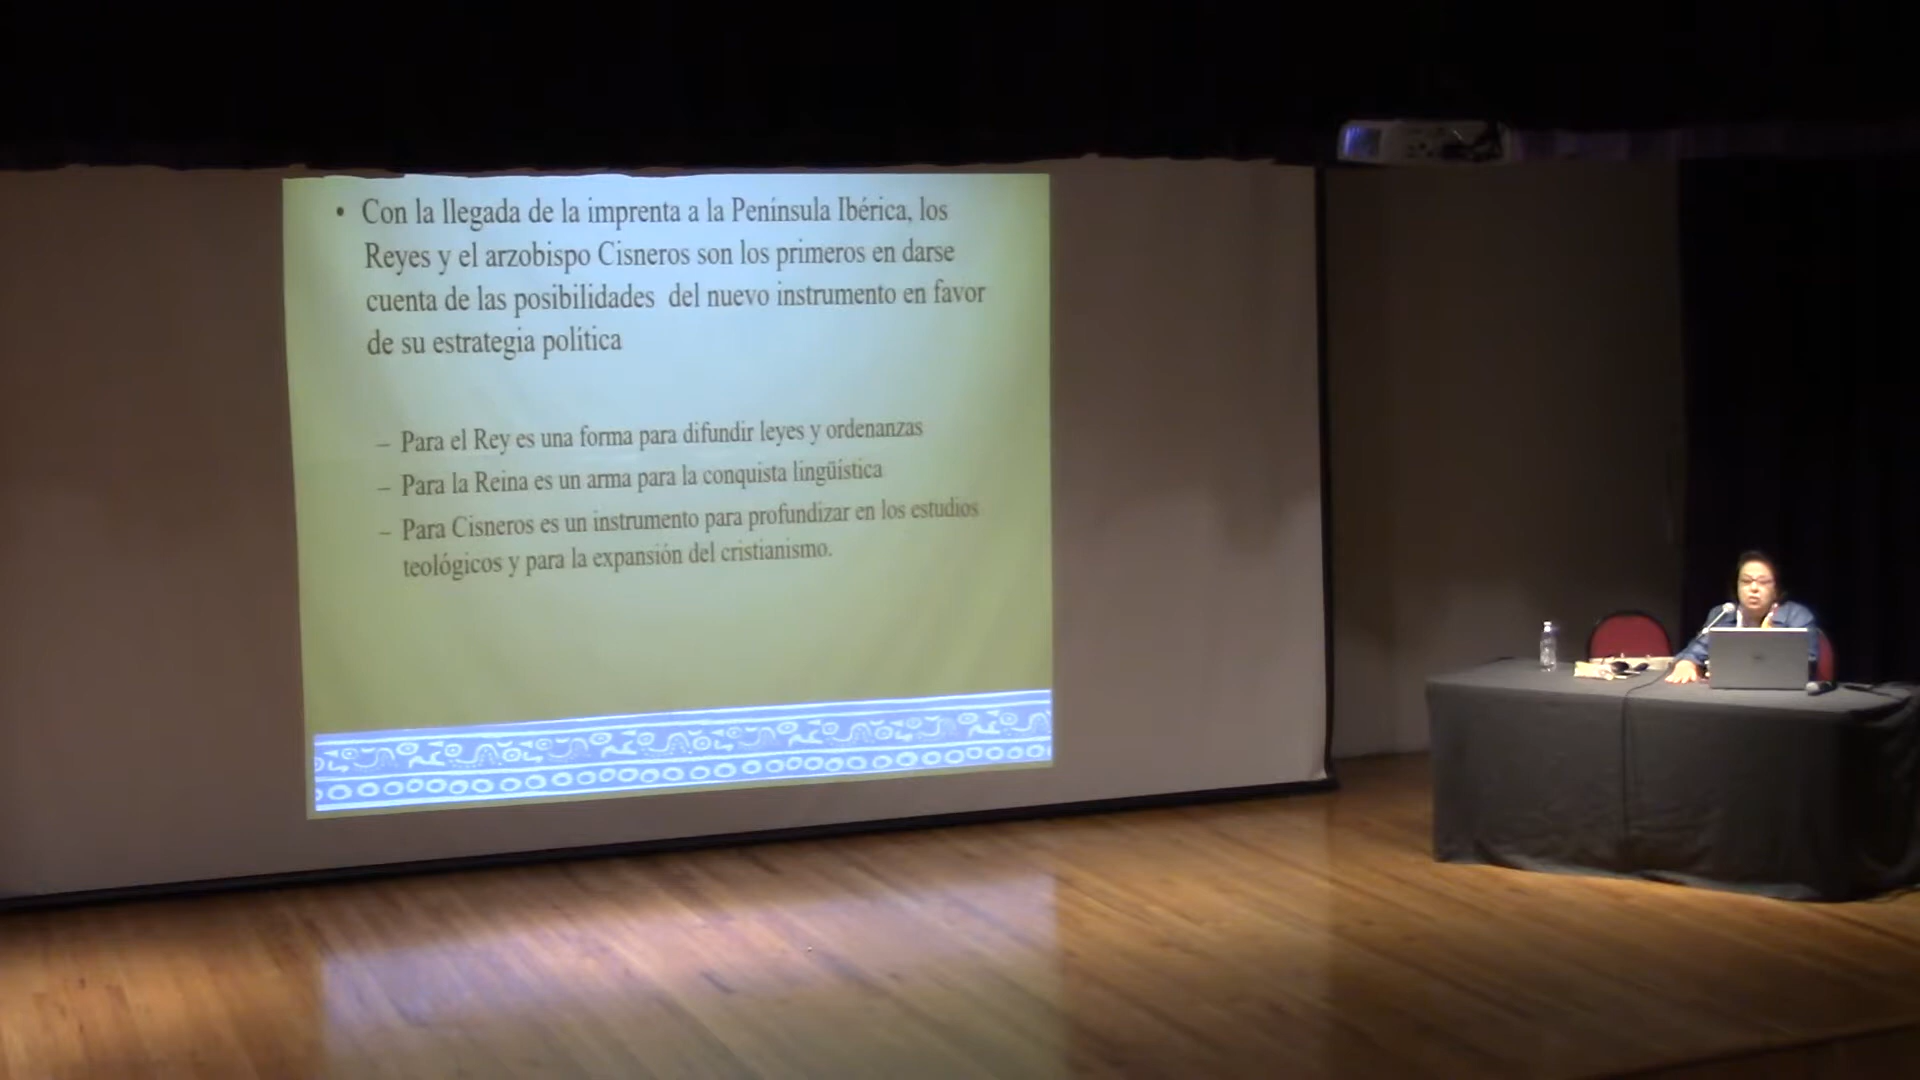 • Con la llegada de la imprenta a la Península Ibérica, los
Reyes y el arzobispo Cisneros son los primeros en darse
cuenta de las posibilidades del nuevo instrumento en favor
de su estrategia política
– Para el Rey es una forma para difundir leyes y ordenanzas
– Para la Reina es un arma para la conquista lingüística
– Para Cisneros es un instrumento para profundizar en los estudios
teológicos y para la expansión del cristianismo.